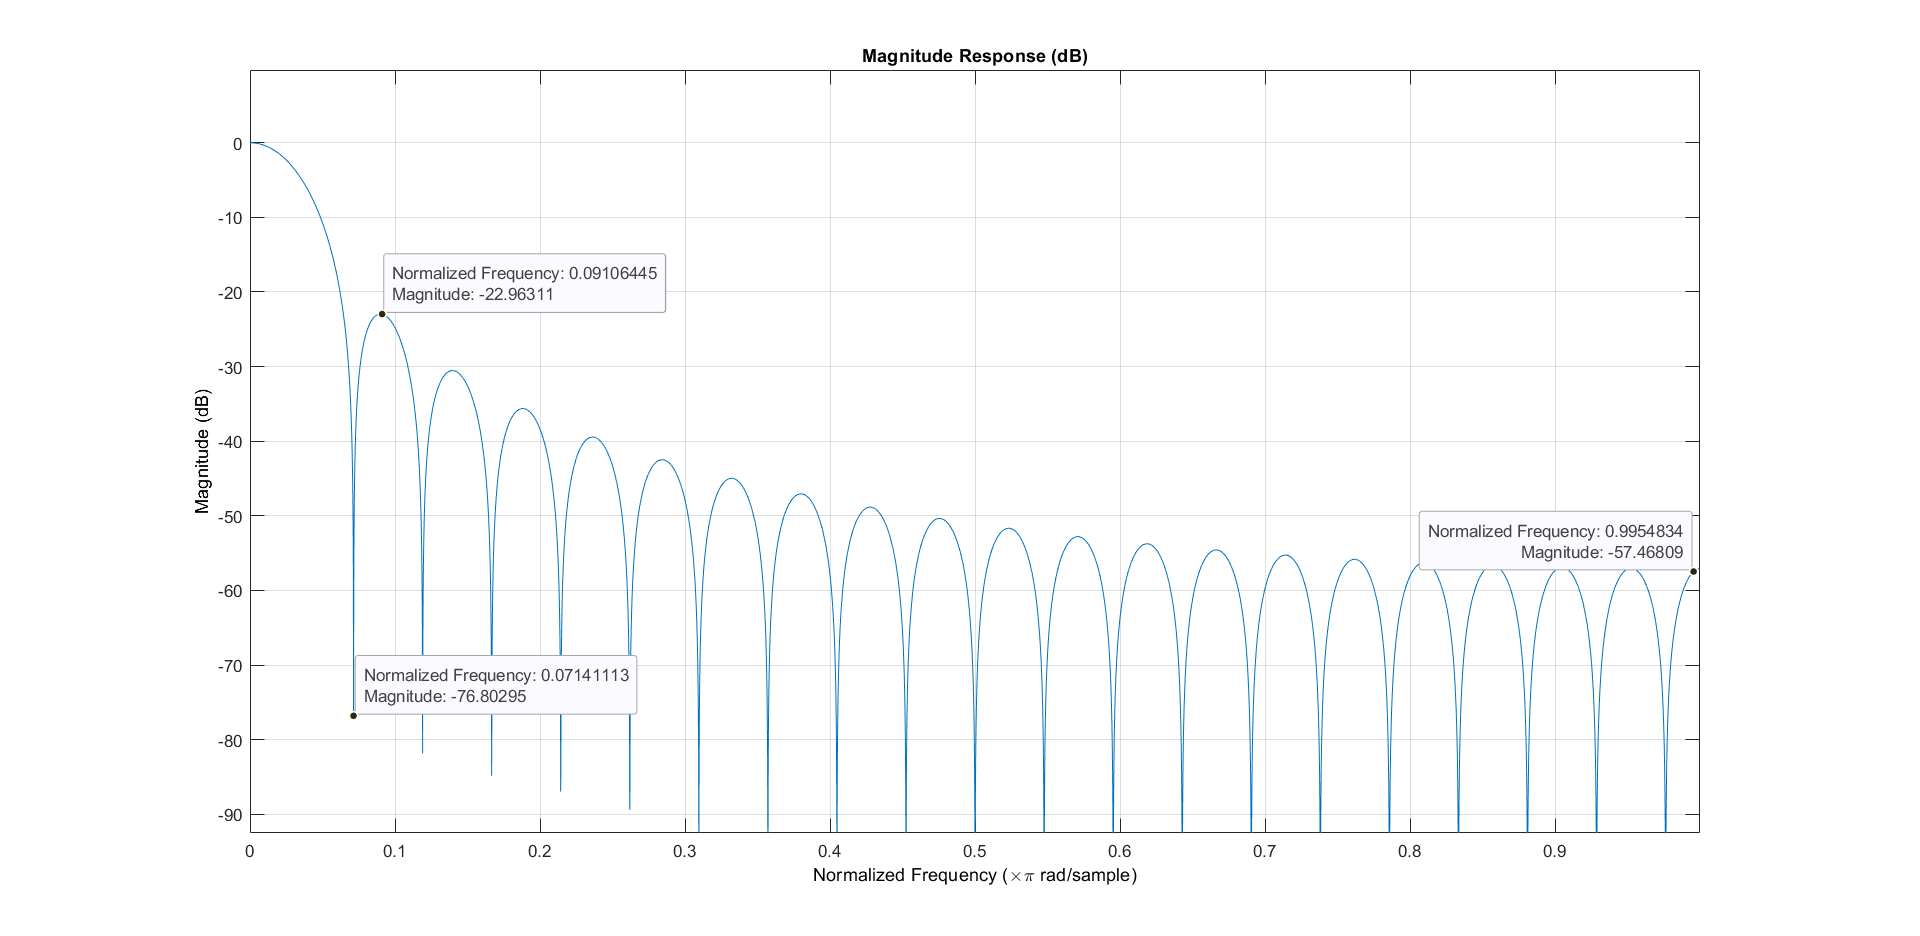 Magnitude Response (dB)
0
-10
-20
-30
-40
-50
-60
-70
-80
-90
Magnitude (dB)
Normalized Frequency: 0.09106445
Magnitude: -22.96311
Normalized Frequency: 0.9954834
Magnitude: -57.46809
Normalized Frequency: 0.07141113
Magnitude: -76.80295
0 0.1 0.2 0.3 0.4 0.5 0.6 0.7 0.8 0.9
Normalized Frequency (×π rad/sample)